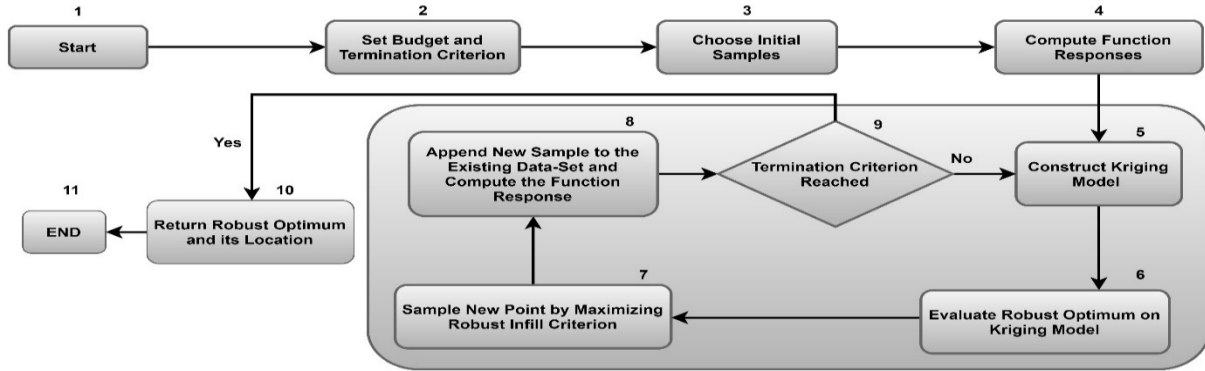 1
Start
2
Set Budget and
Termination Criterion
3
Choose Initial
Samples
4
Compute Function
Responses
5
Construct Kriging
Model
6
Evaluate Robust Optimum on
Kriging Model
7
Sample New Point by Maximizing
Robust Infill Criterion
8
Append New Sample to the
Existing Data-Set and
Compute the Function
Response
9
Termination Criterion
Reached
No
Yes
10
Return Robust Optimum
and its Location
11
END